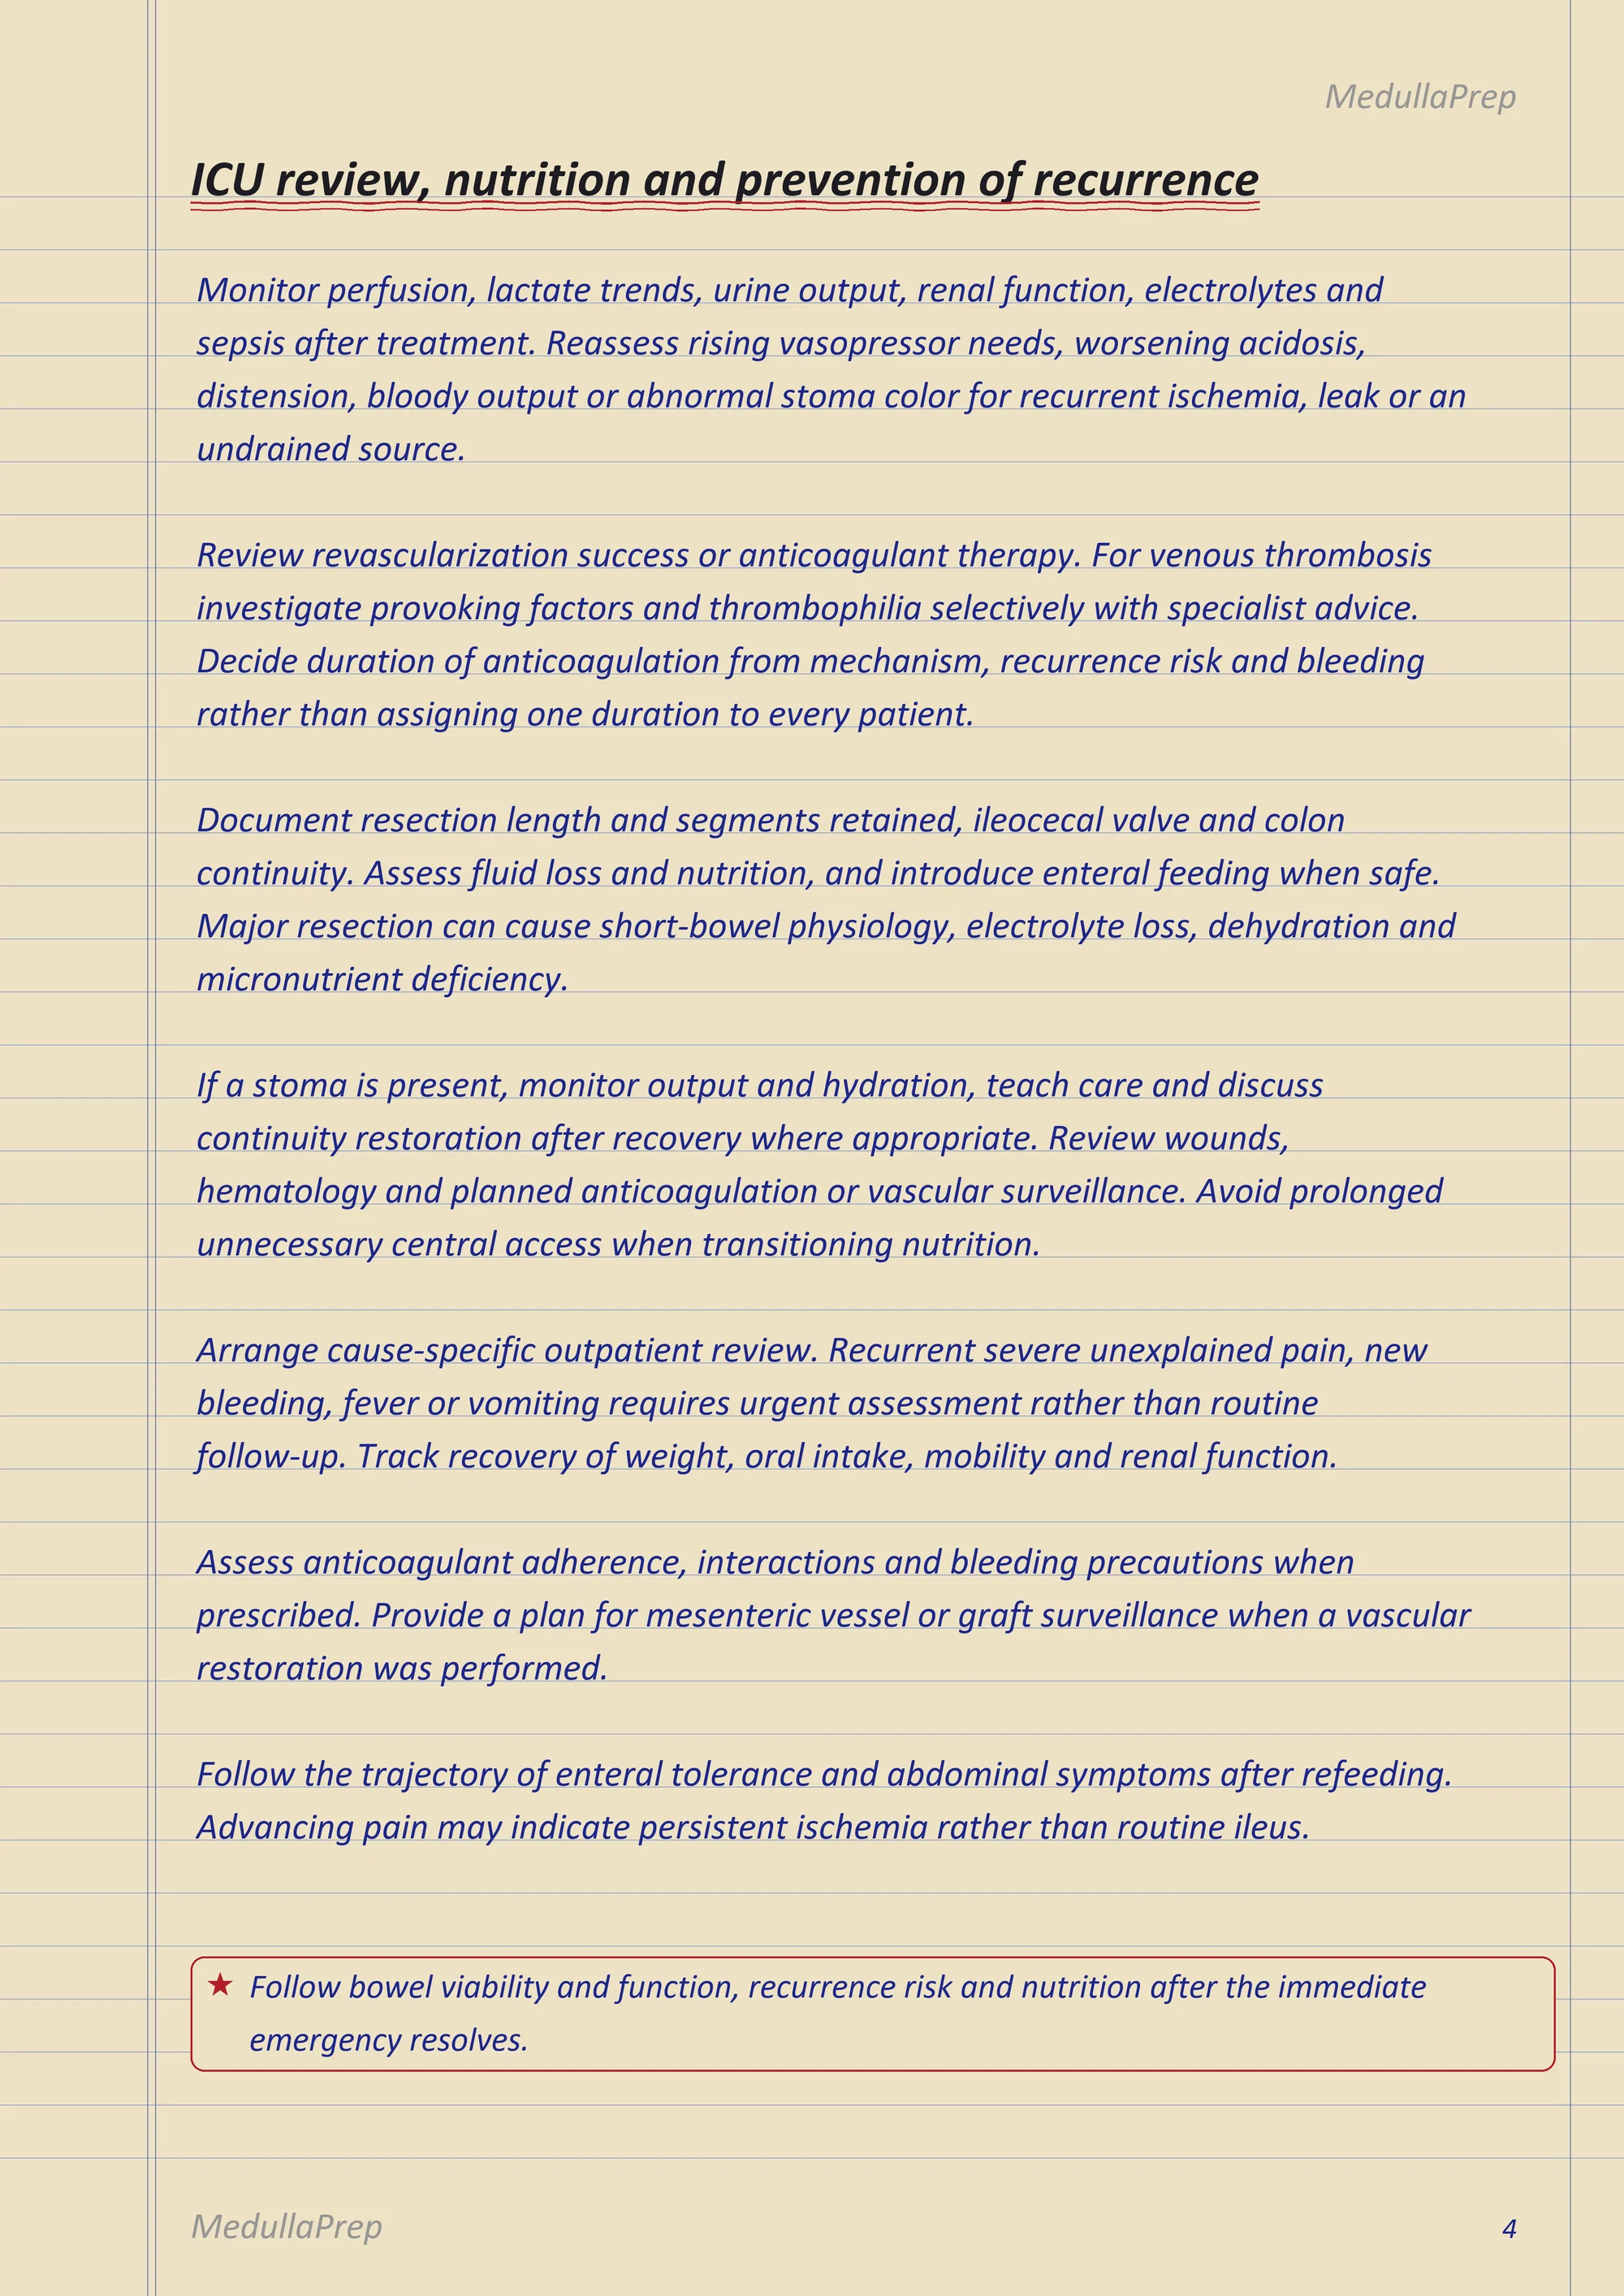 MedullaPrep
ICU review, nutrition and prevention of recurrence
Monitor perfusion, lactate trends, urine output, renal function, electrolytes and
sepsis after treatment. Reassess rising vasopressor needs, worsening acidosis,
distension, bloody output or abnormal stoma color for recurrent ischemia, leak or an
undrained source.
Review revascularization success or anticoagulant therapy. For venous thrombosis
investigate provoking factors and thrombophilia selectively with specialist advice.
Decide duration of anticoagulation from mechanism, recurrence risk and bleeding
rather than assigning one duration to every patient.
Document resection length and segments retained, ileocecal valve and colon
continuity. Assess fluid loss and nutrition, and introduce enteral feeding when safe.
Major resection can cause short-bowel physiology, electrolyte loss, dehydration and
micronutrient deficiency.
If a stoma is present, monitor output and hydration, teach care and discuss
continuity restoration after recovery where appropriate. Review wounds,
hematology and planned anticoagulation or vascular surveillance. Avoid prolonged
unnecessary central access when transitioning nutrition.
Arrange cause-specific outpatient review. Recurrent severe unexplained pain, new
bleeding, fever or vomiting requires urgent assessment rather than routine
follow-up. Track recovery of weight, oral intake, mobility and renal function.
Assess anticoagulant adherence, interactions and bleeding precautions when
prescribed. Provide a plan for mesenteric vessel or graft surveillance when a vascular
restoration was performed.
Follow the trajectory of enteral tolerance and abdominal symptoms after refeeding.
Advancing pain may indicate persistent ischemia rather than routine ileus.
★ Follow bowel viability and function, recurrence risk and nutrition after the immediate
emergency resolves.
MedullaPrep
4